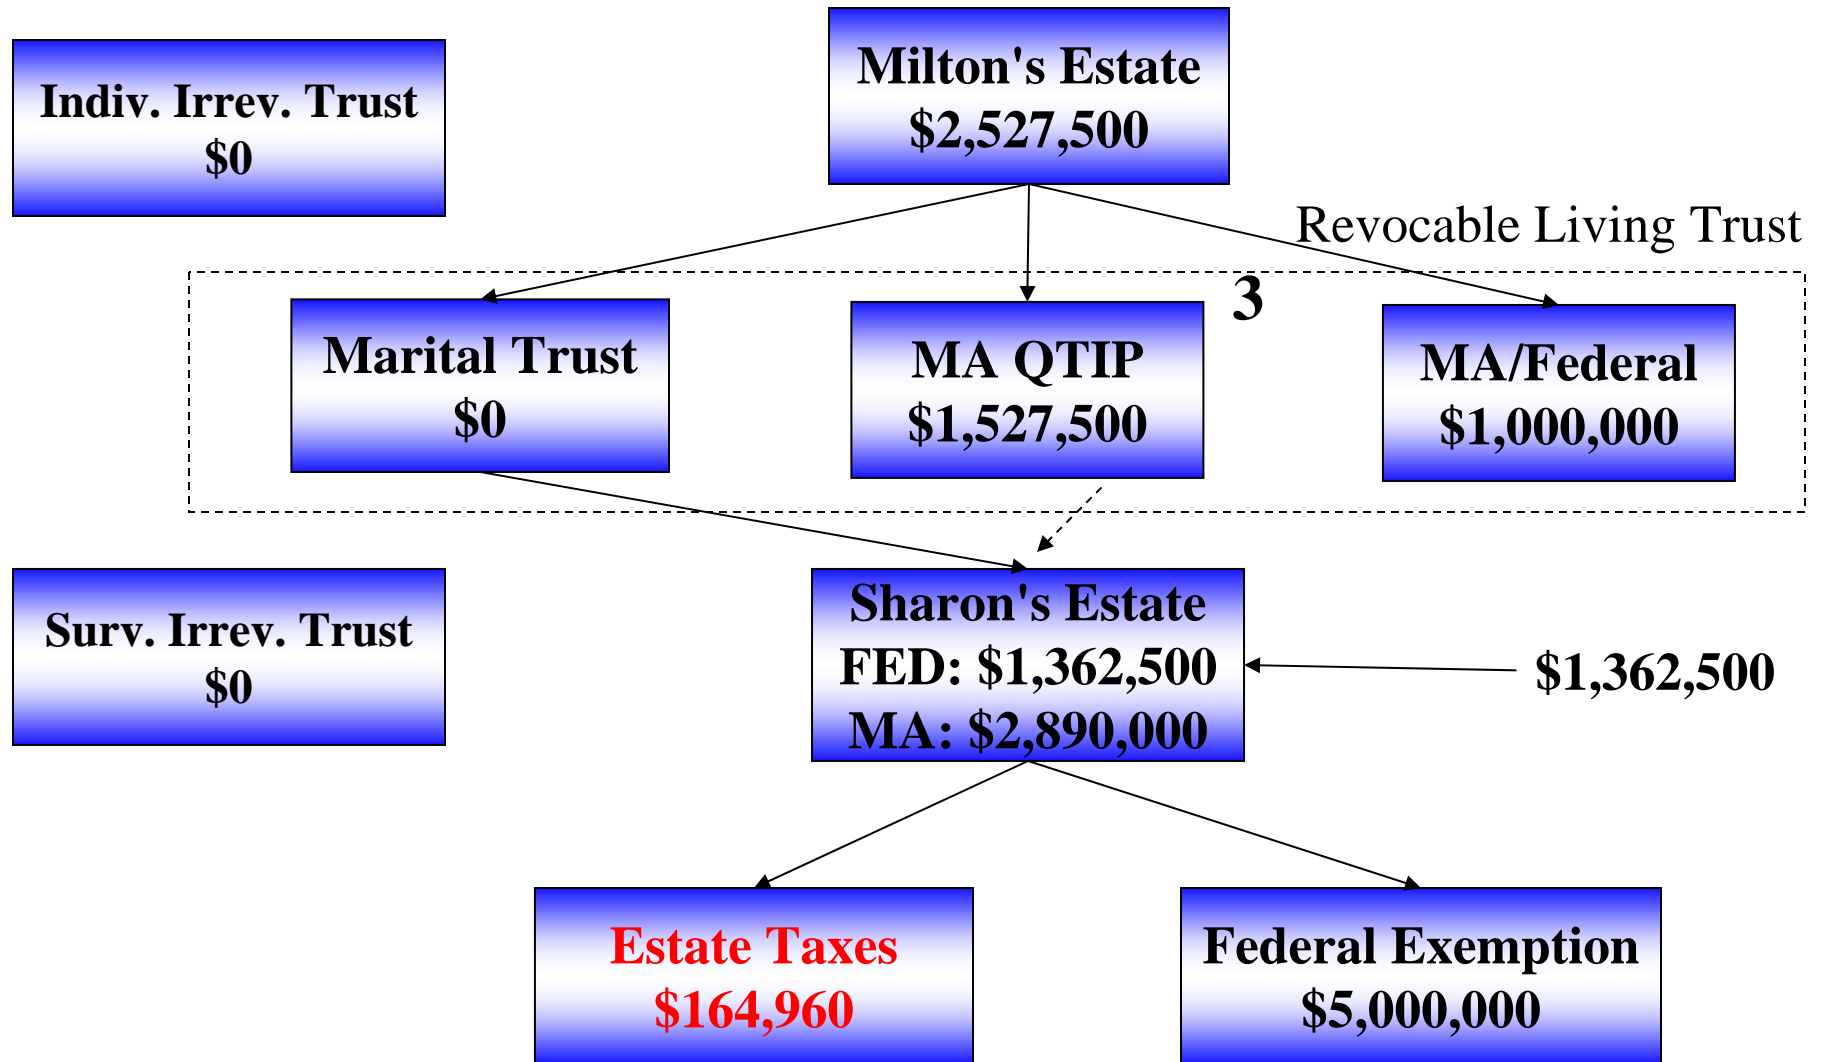 Indiv. Irrev. Trust
$0
Milton's Estate
$2,527,500
Revocable Living Trust
3
Marital Trust
$0
MA QTIP
$1,527,500
MA/Federal
$1,000,000
Surv. Irrev. Trust
$0
Sharon's Estate
FED: $1,362,500
MA: $2,890,000
$1,362,500
Estate Taxes
$164,960
Federal Exemption
$5,000,000